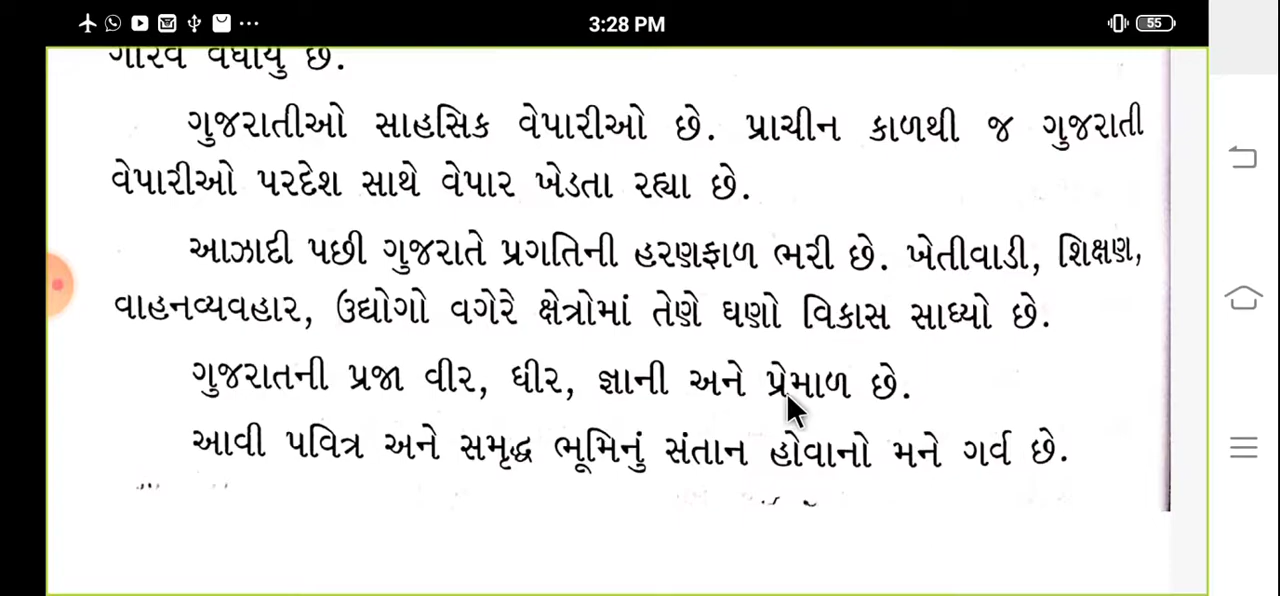 3:28 PM
55
ગૌરવ વધાર્યું છે.
ગુજરાતીઓ સાહસિક વેપારીઓ છે. પ્રાચીન કાળથી જ ગુજરાતી
વેપારીઓ પરદેશ સાથે વેપાર ખેડતા રહ્યા છે.
આઝાદી પછી ગુજરાતે પ્રગતિની હરણફાળ ભરી છે. ખેતીવાડી, શિક્ષણ,
વાહનવ્યવહાર, ઉદ્યોગો વગેરે ક્ષેત્રોમાં તેણે ઘણો વિકાસ સાધ્યો છે.
ગુજરાતની પ્રજા વીર, ધીર, જ્ઞાની અને પ્રેમાળ છે.
આવી પવિત્ર અને સમૃદ્ધ ભૂમિનું સંતાન હોવાનો મને ગર્વ છે.